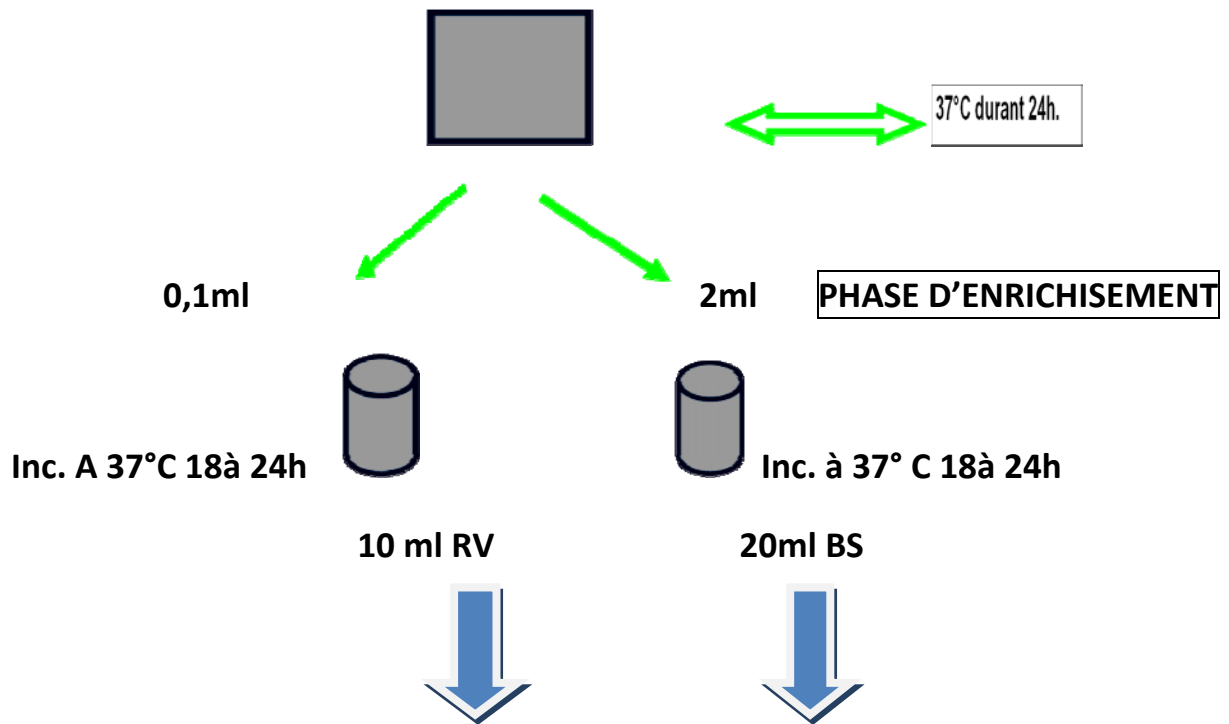 37°C durant 24h.
0,1ml
2ml
PHASE D’ENRICHISEMENT
Inc. A 37°C 18à 24h
Inc. à 37° C 18à 24h
10 ml RV
20ml BS